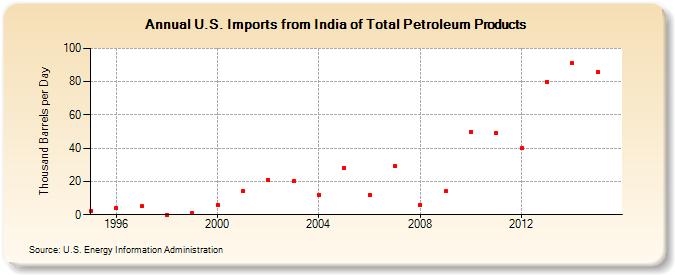 Annual U.S. Imports from India of Total Petroleum Products
Thousand Barrels per Day
100
80
60
40
20
0
1996 2000 2004 2008 2012
Source: U.S. Energy Information Administration